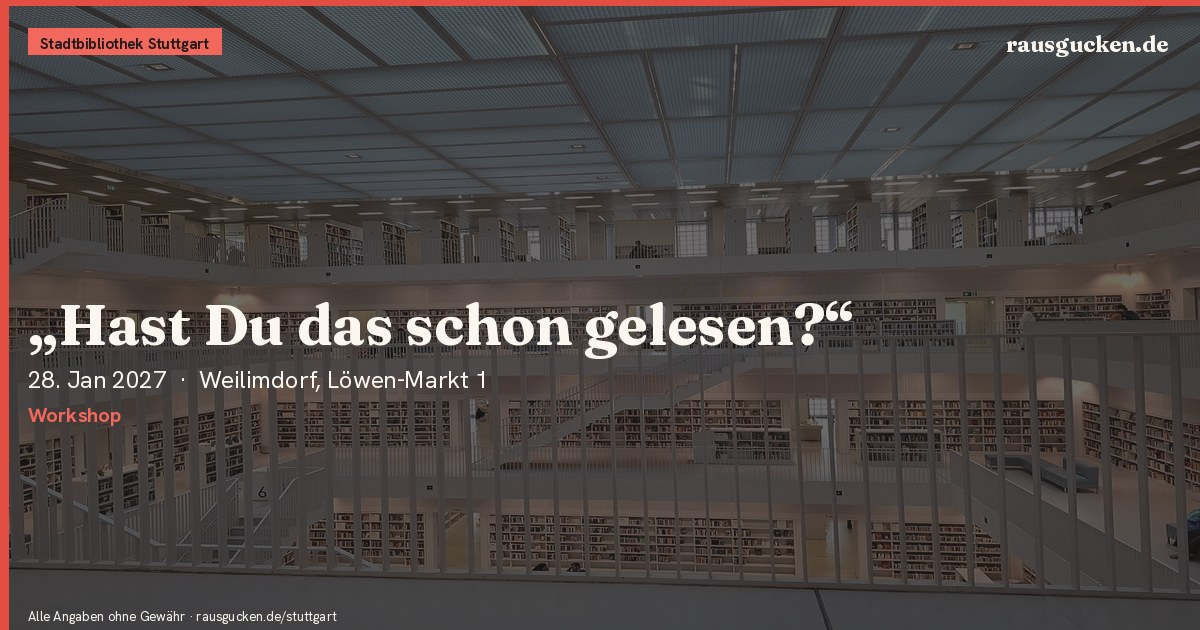 Stadtbibliothek Stuttgart
rausgucken.de
„Hast Du das schon gelesen?“
28. Jan 2027 · Weilimdorf, Löwen-Markt 1
Workshop
6
Alle Angaben ohne Gewähr · rausgucken.de/stuttgart